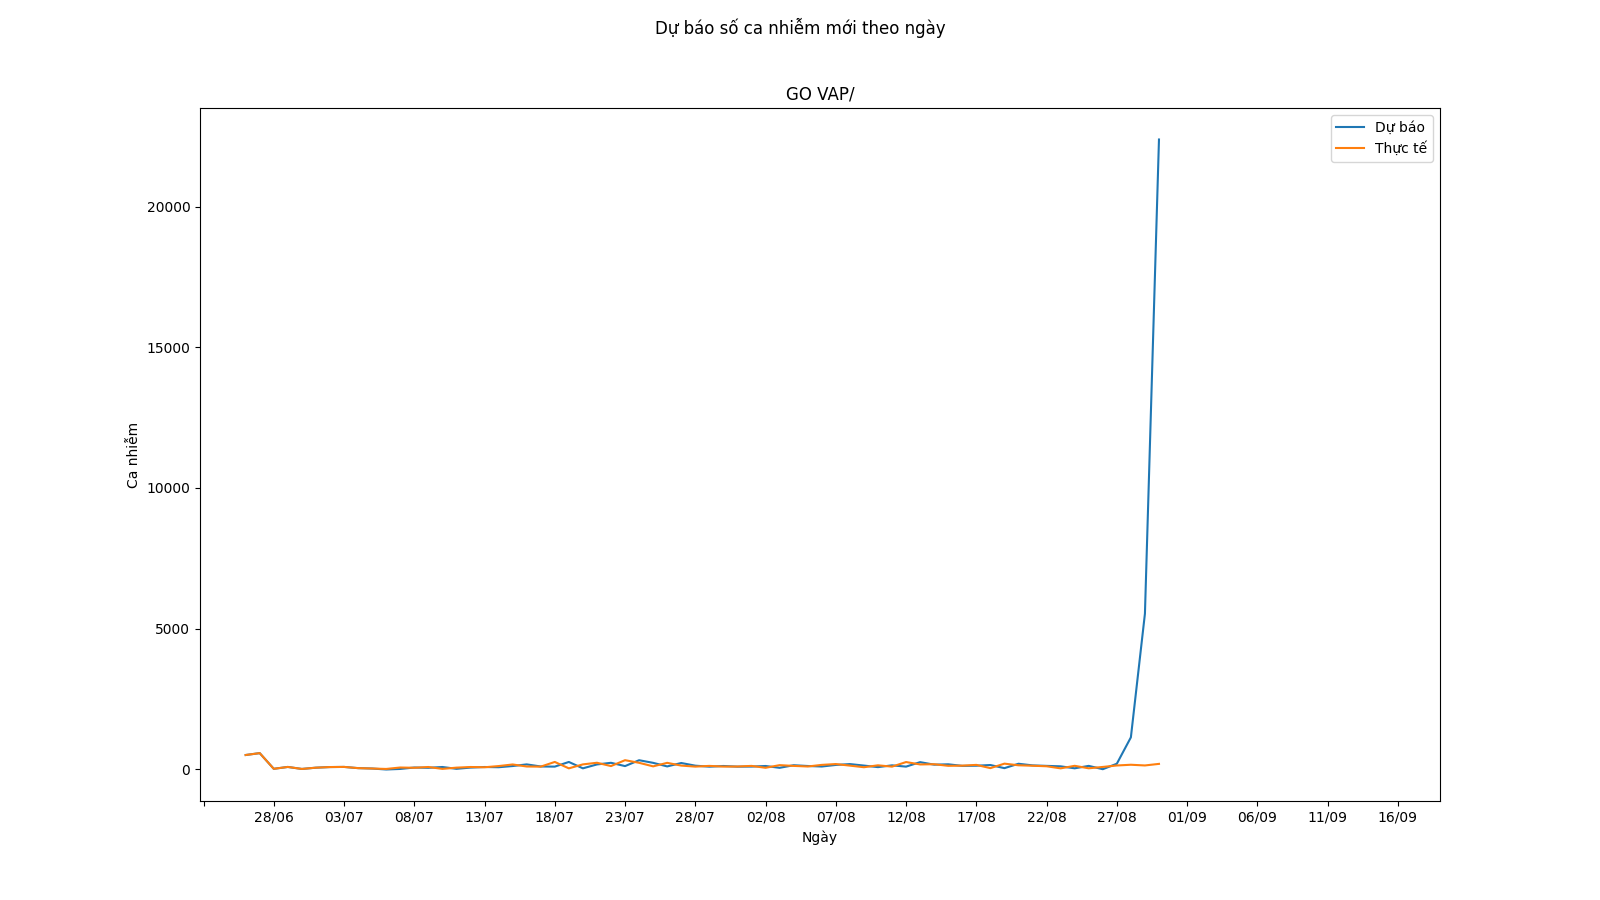 Dự báo số ca nhiễm mới theo ngày
GO VAP/
Dự báo
Thực tế
20000
15000
10000
5000
0
Ca nhiễm
28/06 03/07 08/07 13/07 18/07 23/07 28/07 02/08 07/08 12/08 17/08 22/08 27/08 01/09 06/09 11/09 16/09
Ngày